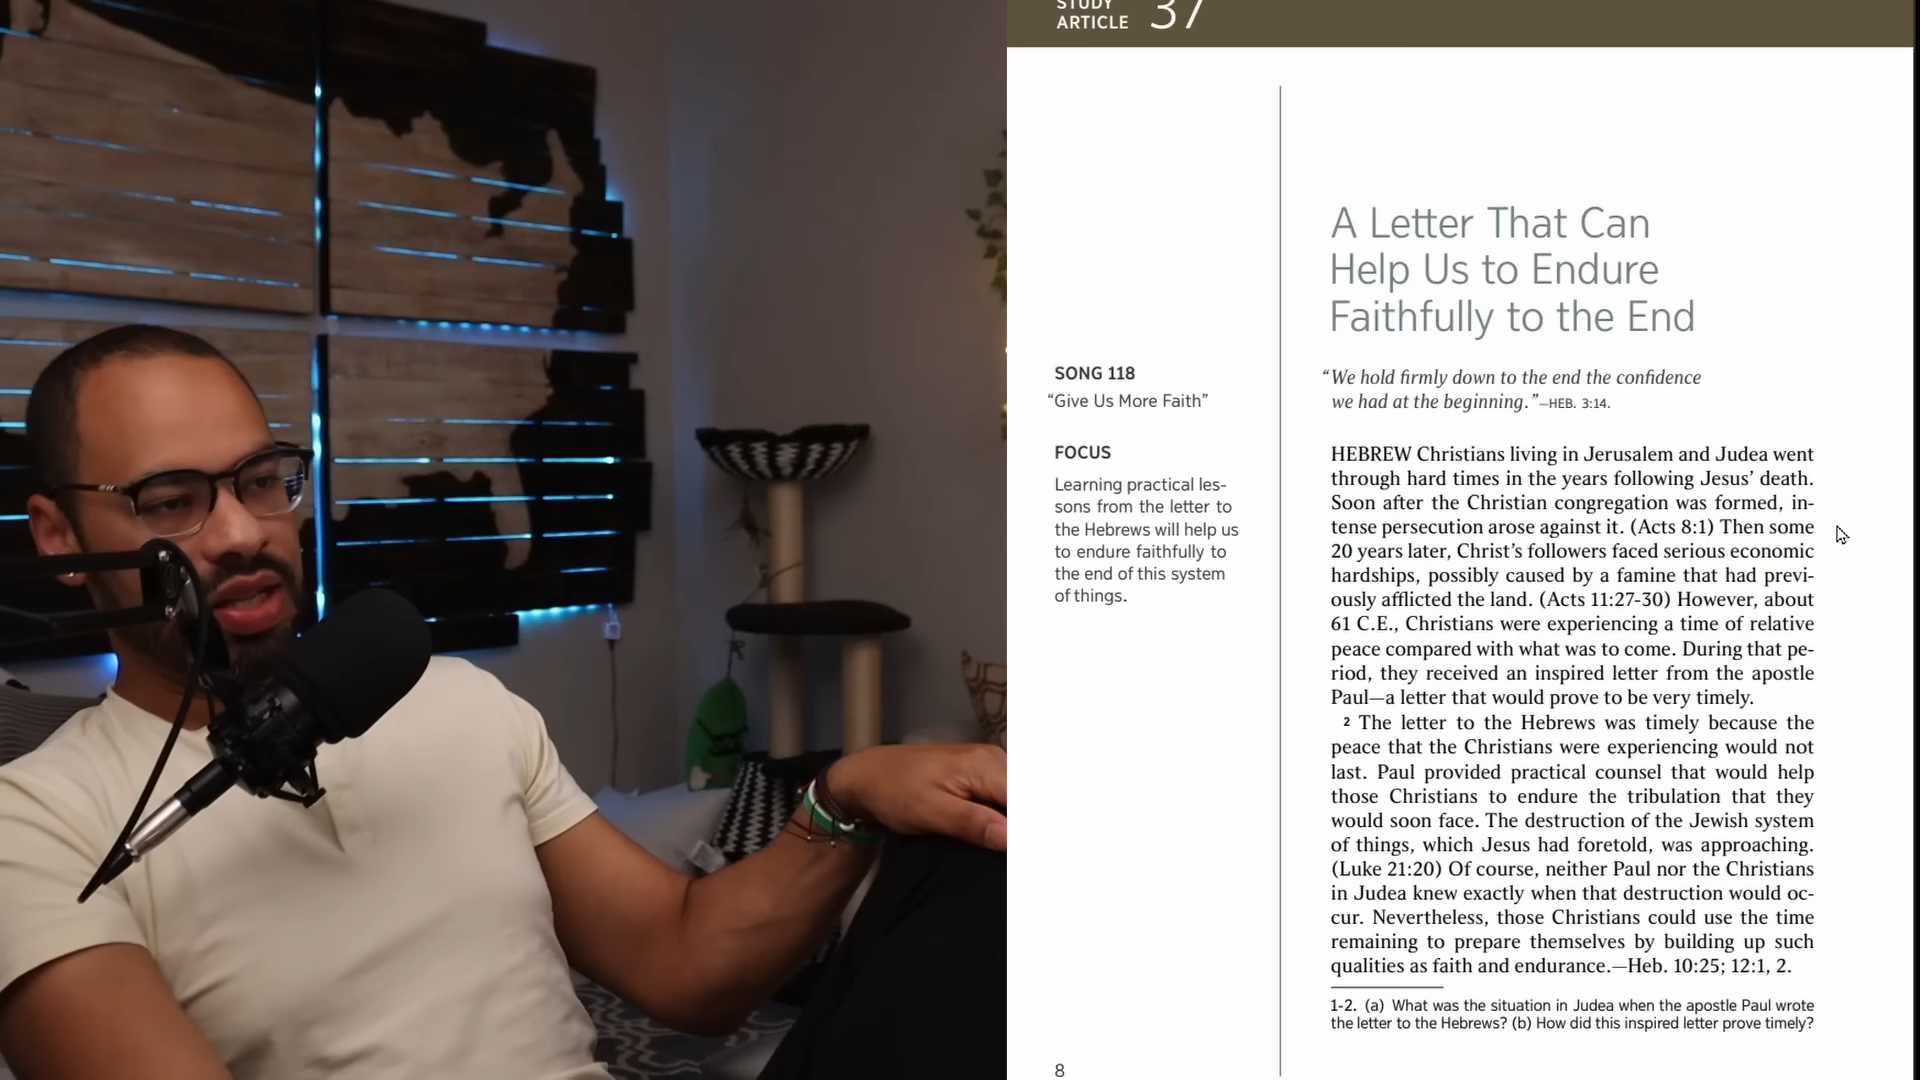 STUDY
ARTICLE 37
A Letter That Can
Help Us to Endure
Faithfully to the End
SONG 118
“Give Us More Faith”
FOCUS
Learning practical les-
sons from the letter to
the Hebrews will help us
to endure faithfully to
the end of this system
of things.
“We hold firmly down to the end the confidence
we had at the beginning.”—HEB. 3:14.
HEBREW Christians living in Jerusalem and Judea went
through hard times in the years following Jesus’ death.
Soon after the Christian congregation was formed, in-
tense persecution arose against it. (Acts 8:1) Then some
20 years later, Christ’s followers faced serious economic
hardships, possibly caused by a famine that had previ-
ously afflicted the land. (Acts 11:27-30) However, about
61 C.E., Christians were experiencing a time of relative
peace compared with what was to come. During that pe-
riod, they received an inspired letter from the apostle
Paul—a letter that would prove to be very timely.
2 The letter to the Hebrews was timely because the
peace that the Christians were experiencing would not
last. Paul provided practical counsel that would help
those Christians to endure the tribulation that they
would soon face. The destruction of the Jewish system
of things, which Jesus had foretold, was approaching.
(Luke 21:20) Of course, neither Paul nor the Christians
in Judea knew exactly when that destruction would oc-
cur. Nevertheless, those Christians could use the time
remaining to prepare themselves by building up such
qualities as faith and endurance.—Heb. 10:25; 12:1, 2.
1-2. (a) What was the situation in Judea when the apostle Paul wrote
the letter to the Hebrews? (b) How did this inspired letter prove timely?
8